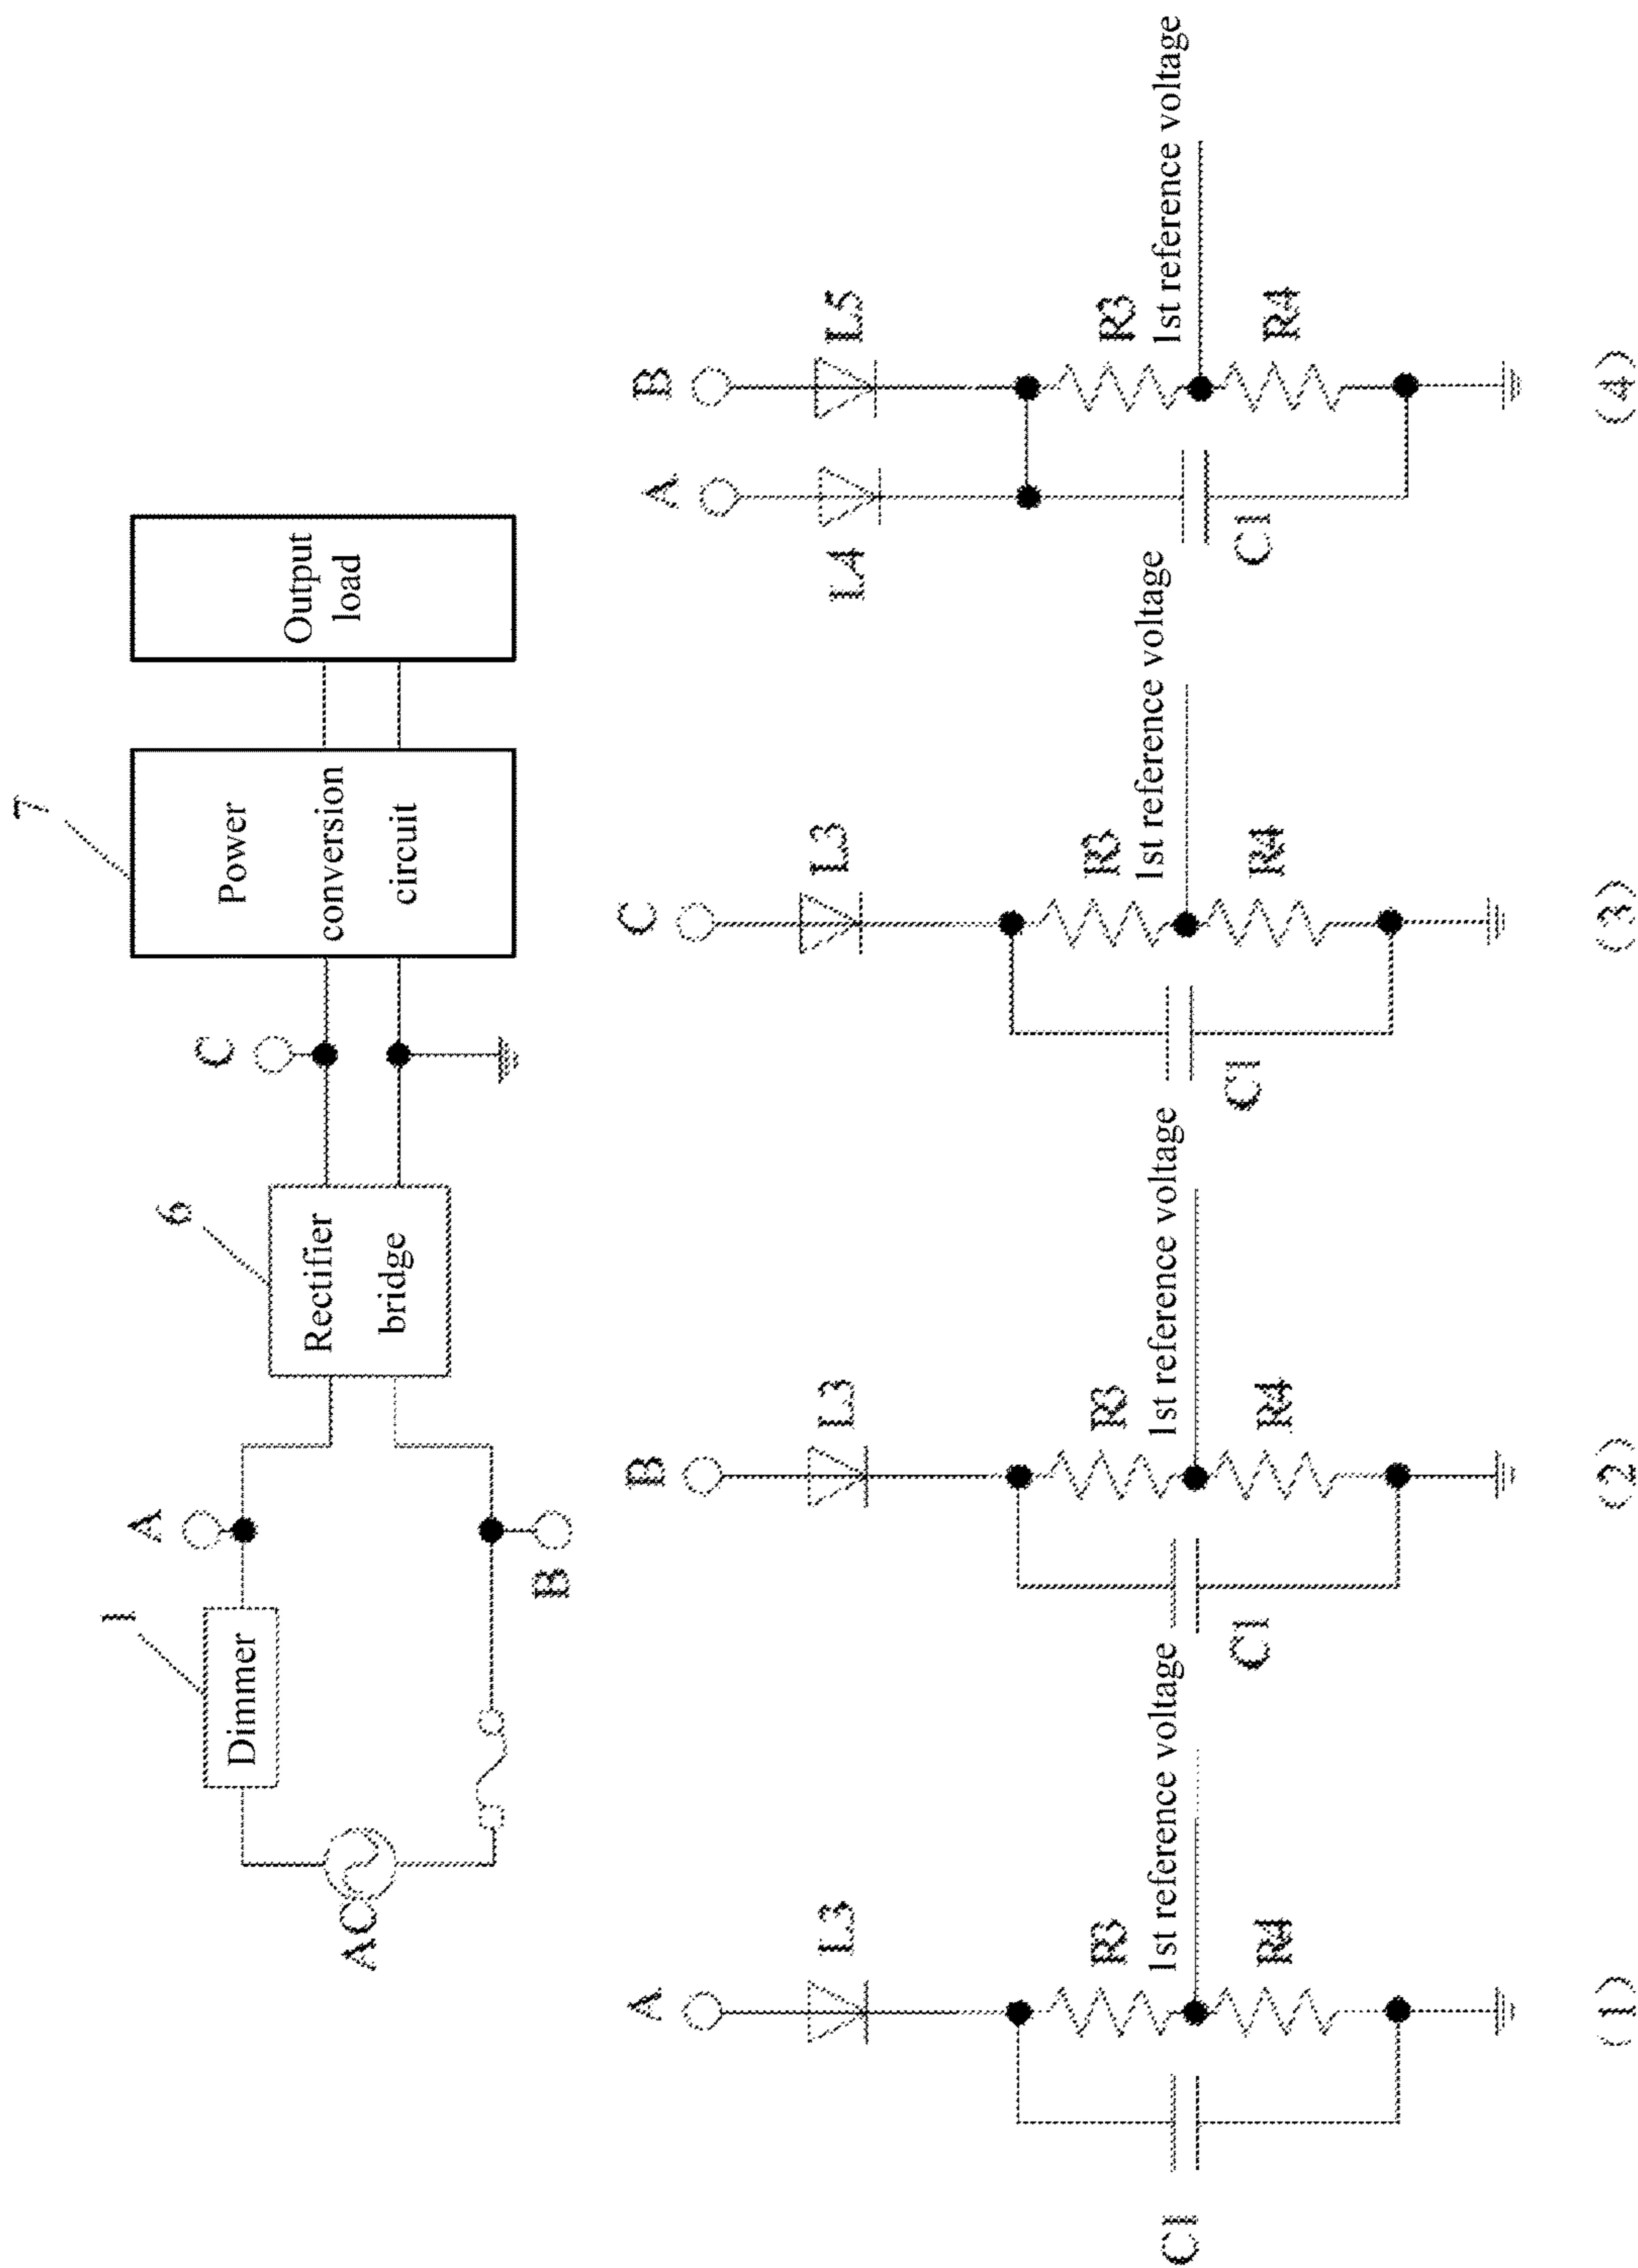 7
6
1
C
A
Output
load
Power
conversion
circuit
Rectifier
bridge
Dimmer
AC
B
A
B
C
A
B
L3
L3
L3
L4
L5
C1
R3
1st reference voltage
R4
C1
R3
1st reference voltage
R4
C1
R3
1st reference voltage
R4
C1
R3
1st reference voltage
R4
(1)
(2)
(3)
(4)